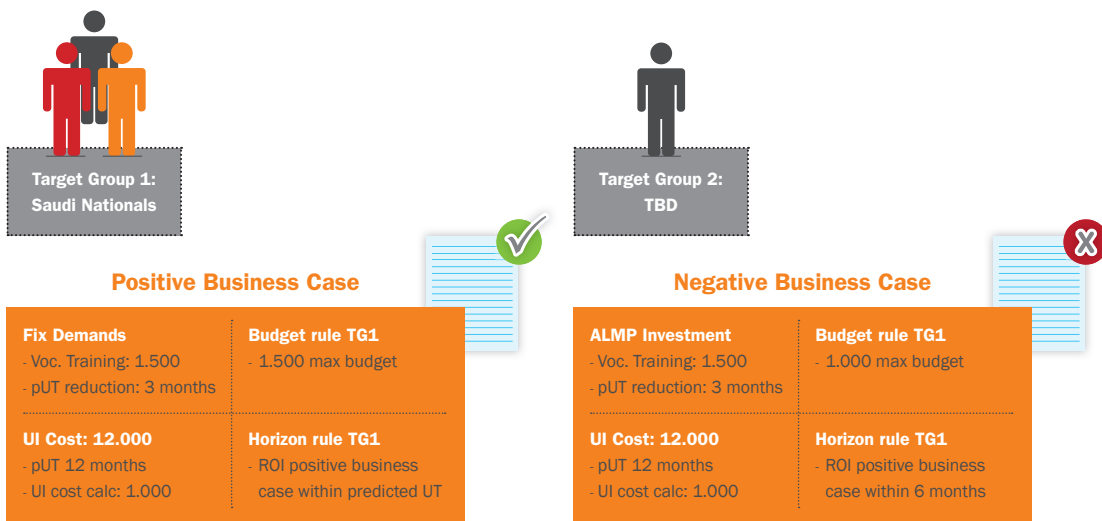 Target Group 1:
Saudi Nationals
Positive Business Case
Fix Demands
- Voc. Training: 1.500
- pUT reduction: 3 months
Budget rule TG1
- 1.500 max budget
UI Cost: 12.000
- pUT 12 months
- UI cost calc: 1.000
Horizon rule TG1
- ROI positive business
case within predicted UT
Target Group 2:
TBD
Negative Business Case
ALMP Investment
- Voc. Training: 1.500
- pUT reduction: 3 months
Budget rule TG1
- 1.000 max budget
UI Cost: 12.000
- pUT 12 months
- UI cost calc: 1.000
Horizon rule TG1
- ROI positive business
case within 6 months